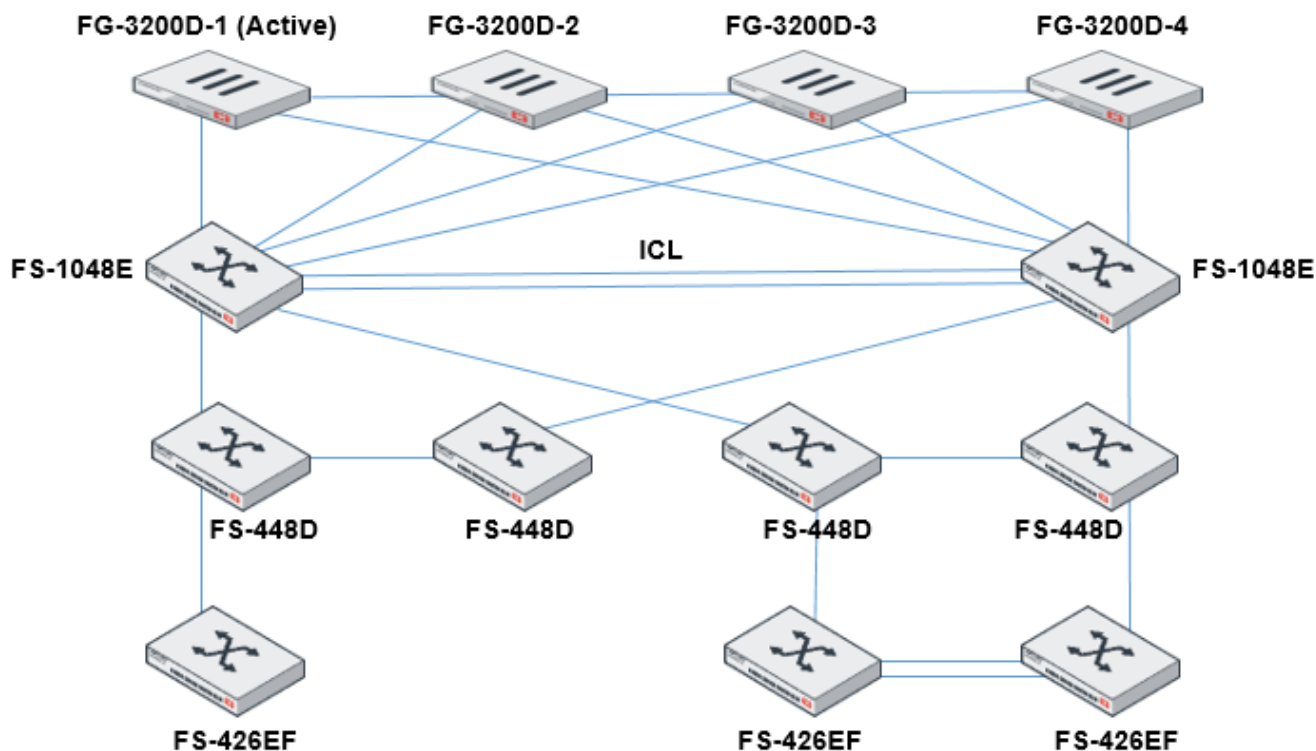 FG-3200D-1 (Active)
FG-3200D-2
FG-3200D-3
FG-3200D-4
ICL
FS-1048E
FS-1048E
FS-448D
FS-448D
FS-448D
FS-448D
FS-426EF
FS-426EF
FS-426EF